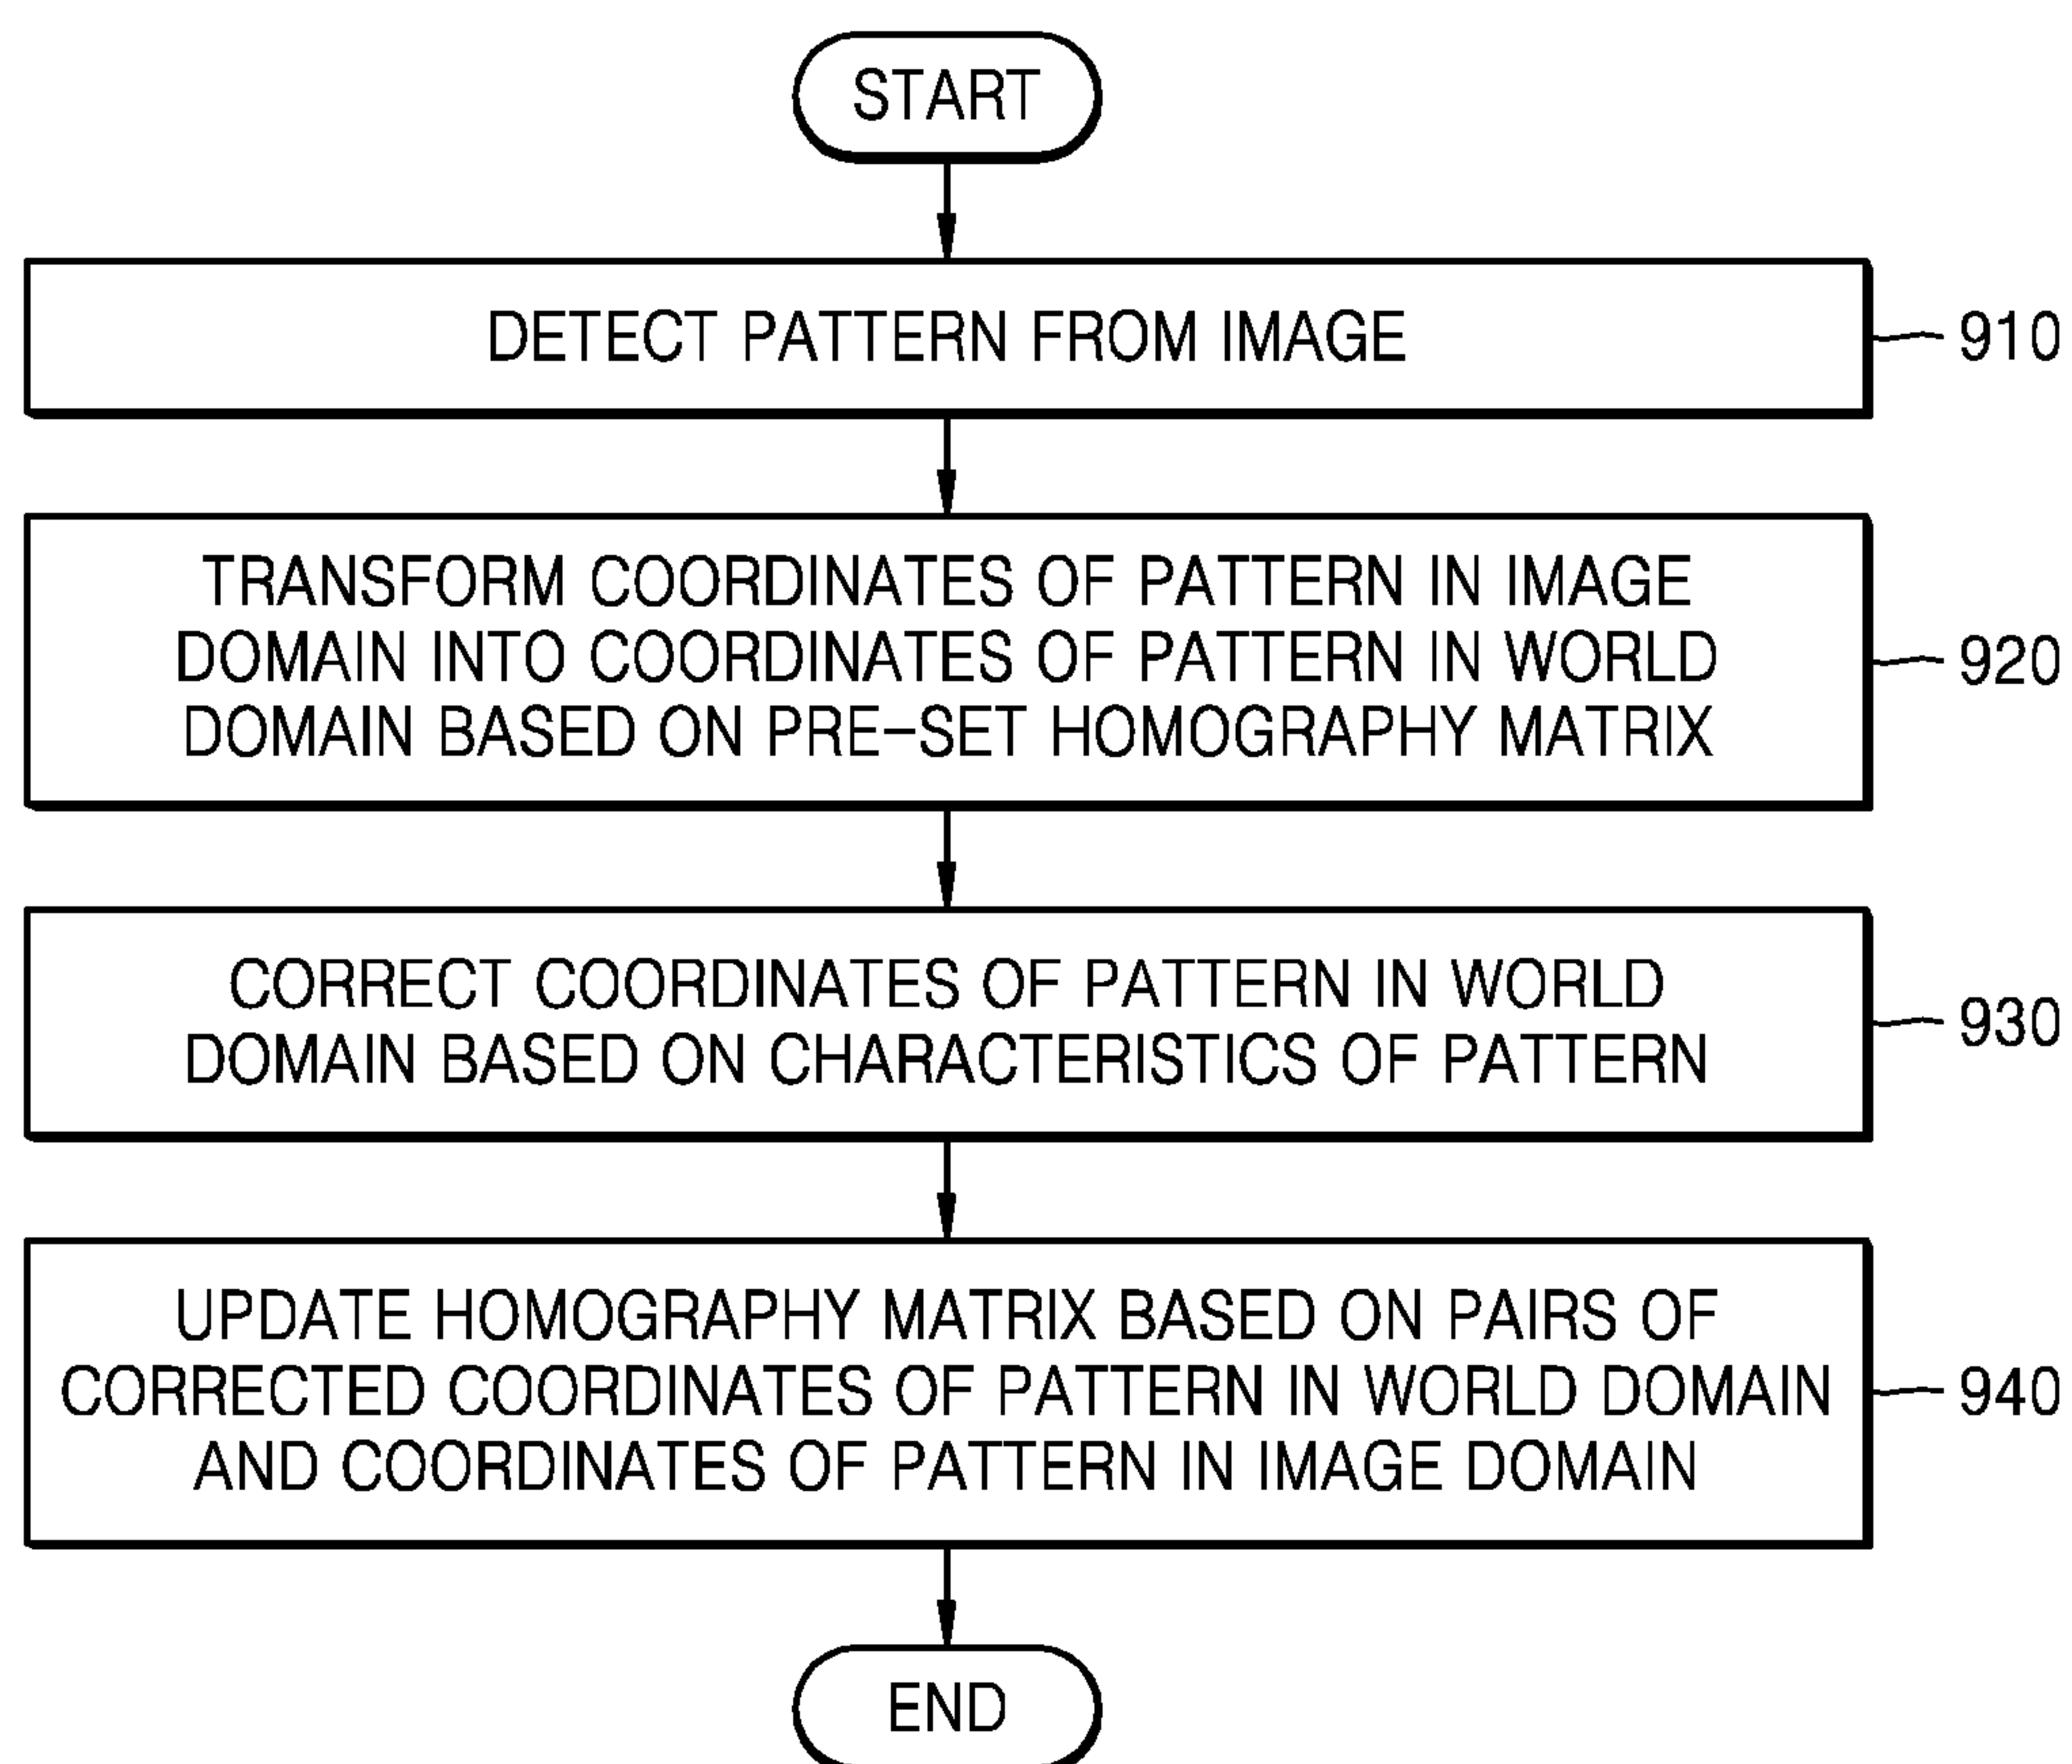 START
DETECT PATTERN FROM IMAGE
910
TRANSFORM COORDINATES OF PATTERN IN IMAGE
DOMAIN INTO COORDINATES OF PATTERN IN WORLD
DOMAIN BASED ON PRE-SET HOMOGRAPHY MATRIX
920
CORRECT COORDINATES OF PATTERN IN WORLD
DOMAIN BASED ON CHARACTERISTICS OF PATTERN
930
UPDATE HOMOGRAPHY MATRIX BASED ON PAIRS OF
CORRECTED COORDINATES OF PATTERN IN WORLD DOMAIN
AND COORDINATES OF PATTERN IN IMAGE DOMAIN
940
END